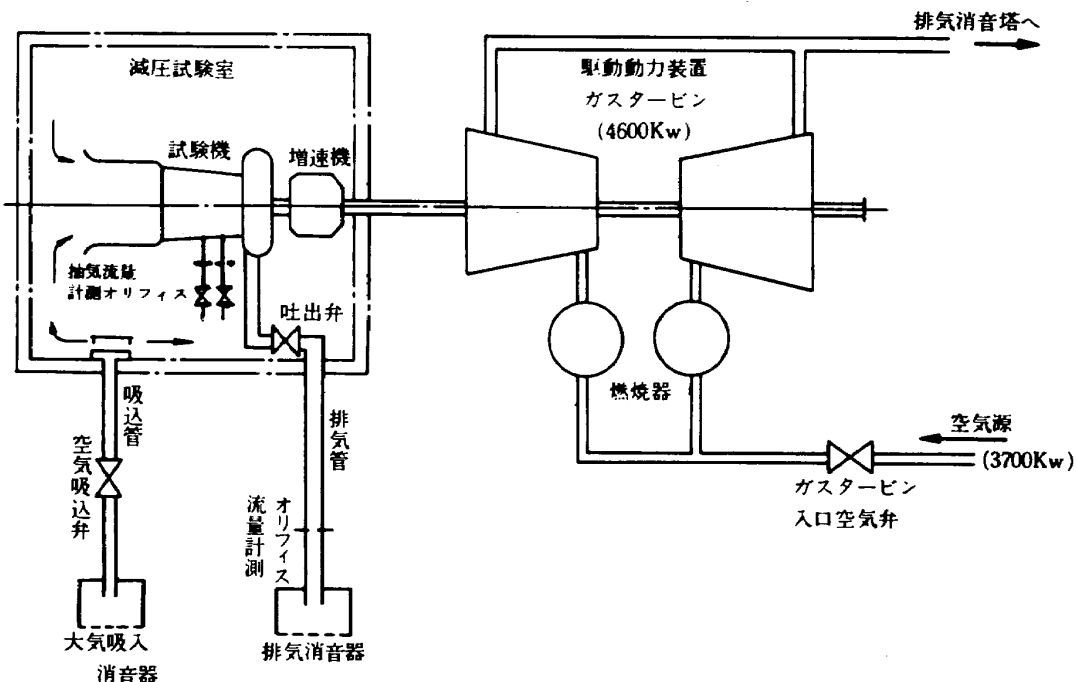 排気消音塔へ
減圧試験室
駆動動力装置
ガスタービン
(4600Kw)
試験機
増速機
抽気流量
計測オリフィス
吐出弁
吸込管
空気吸込弁
排気管
オリフィス
流量計測
燃焼器
空気源
(3700Kw)
ガスタービン
入口空気弁
大気吸入
消音器
排気消音器